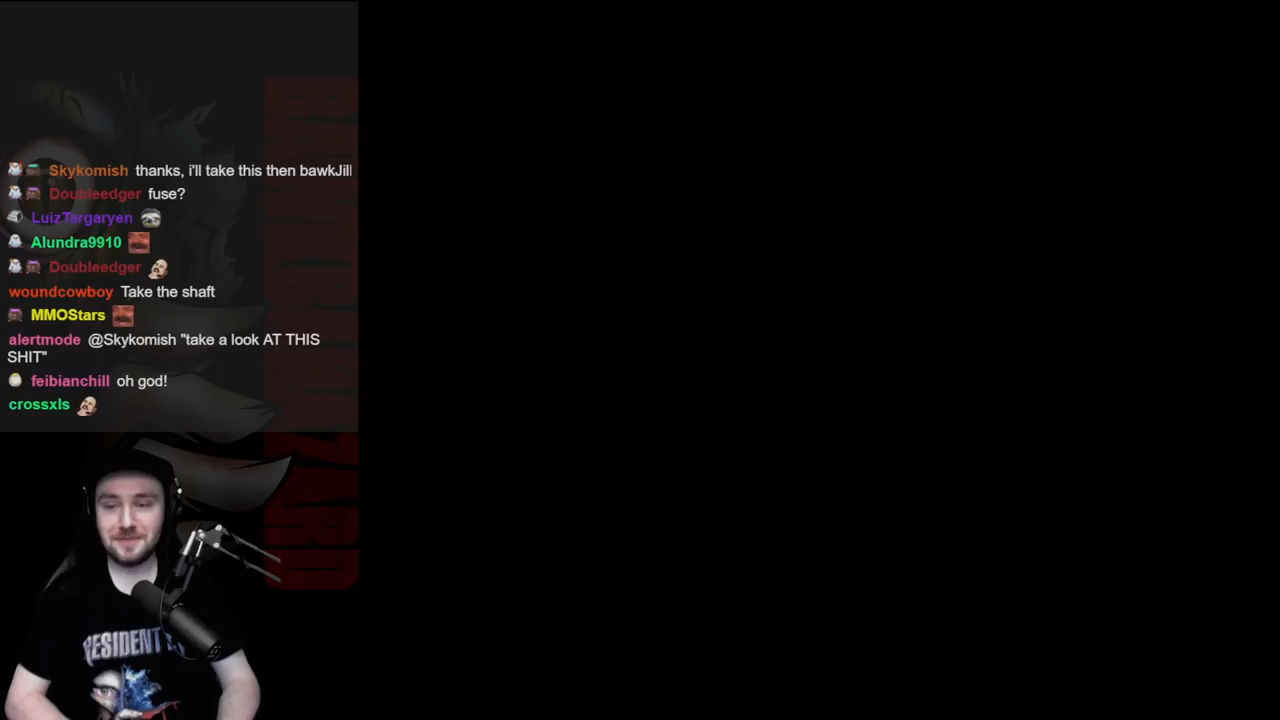 Skykomish thanks, i'll take this then bawkJill
Doubleedger fuse?
LuizTargaryen
Alundra9910
Doubleedger
woundcowboy Take the shaft
MMOStars
alertmode @Skykomish "take a look AT THIS
SHIT"
feibianchill oh god!
crossxls
RESIDENT